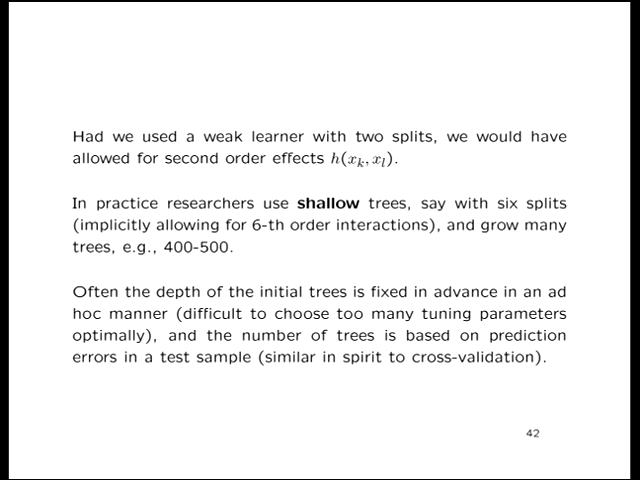 Had we used a weak learner with two splits, we would have
allowed for second order effects h(xₖ, xₗ).
In practice researchers use shallow trees, say with six splits
(implicitly allowing for 6-th order interactions), and grow many
trees, e.g., 400-500.
Often the depth of the initial trees is fixed in advance in an ad
hoc manner (difficult to choose too many tuning parameters
optimally), and the number of trees is based on prediction
errors in a test sample (similar in spirit to cross-validation).
42